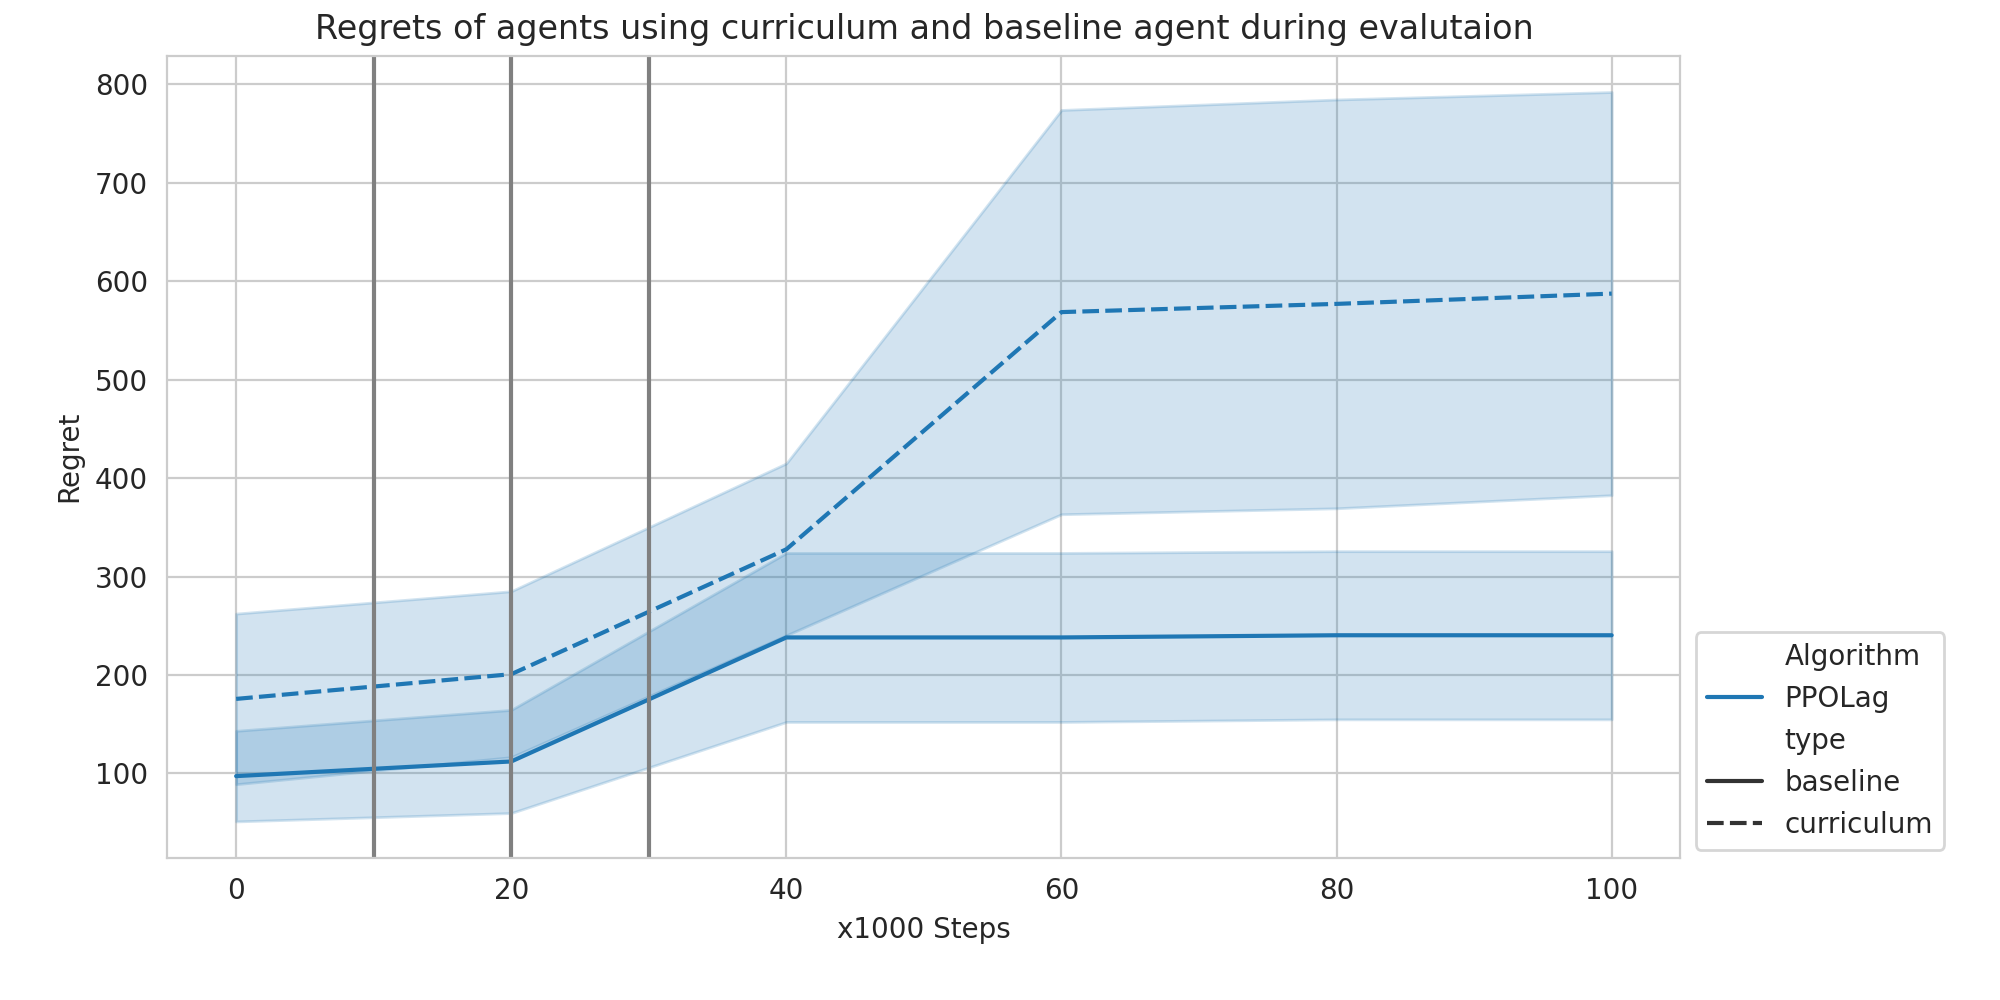 Regrets of agents using curriculum and baseline agent during evalutaion
800
700
600
500
400
300
200
100
Regret
0 20 40 60 80 100
x1000 Steps
Algorithm
PPOLag
type
baseline
curriculum